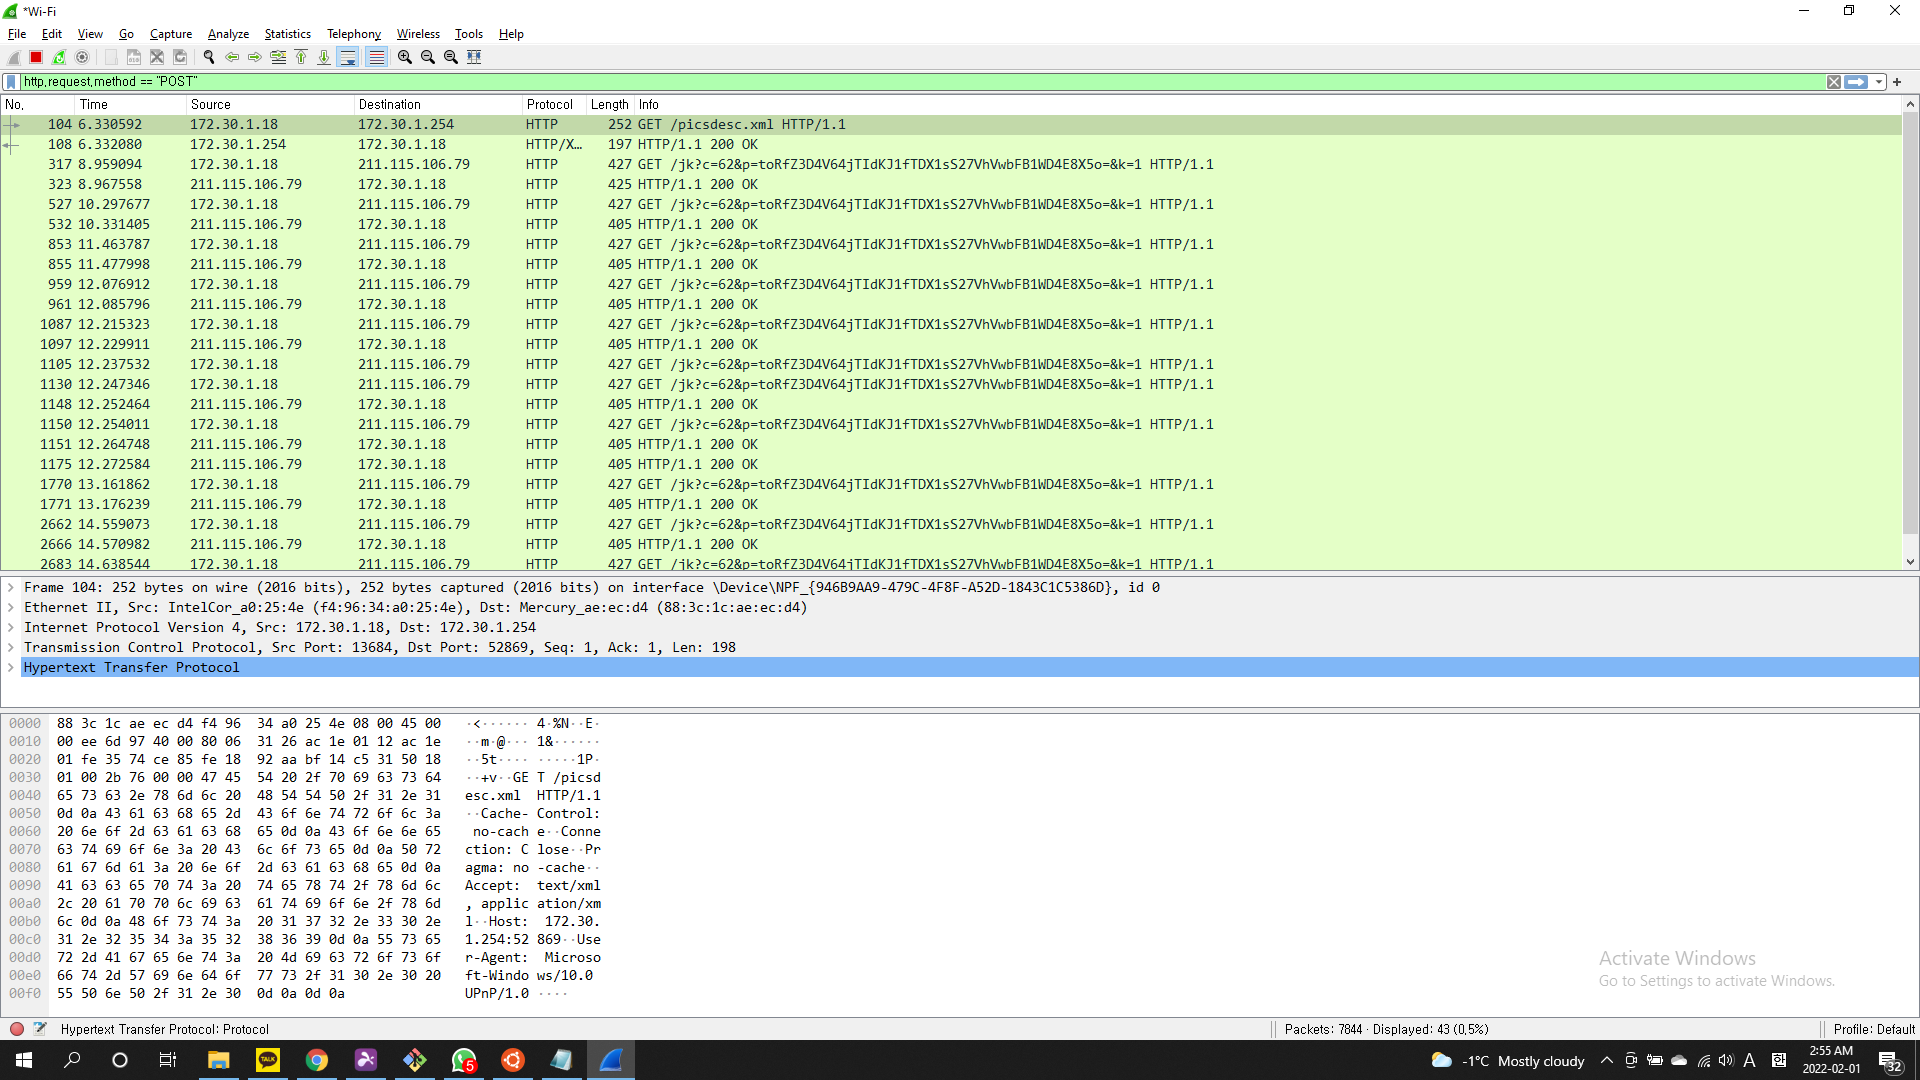 *Wi-Fi
File Edit View Go Capture Analyze Statistics Telephony Wireless Tools Help
http.request.method == "POST"
No. Time Source Destination Protocol Length Info
104 6.330592 172.30.1.18 172.30.1.254 HTTP 252 GET /picsdesc.xml HTTP/1.1
108 6.332080 172.30.1.254 172.30.1.18 HTTP/X… 197 HTTP/1.1 200 OK
317 8.959094 172.30.1.18 211.115.106.79 HTTP 427 GET /jk?c=62&p=toRfZ3D4V64jTIdKJ1fTDX1sS27VhVwbFB1WD4E8X5o=&k=1 HTTP/1.1
323 8.967558 211.115.106.79 172.30.1.18 HTTP 425 HTTP/1.1 200 OK
527 10.297677 172.30.1.18 211.115.106.79 HTTP 427 GET /jk?c=62&p=toRfZ3D4V64jTIdKJ1fTDX1sS27VhVwbFB1WD4E8X5o=&k=1 HTTP/1.1
532 10.331405 211.115.106.79 172.30.1.18 HTTP 405 HTTP/1.1 200 OK
853 11.463787 172.30.1.18 211.115.106.79 HTTP 427 GET /jk?c=62&p=toRfZ3D4V64jTIdKJ1fTDX1sS27VhVwbFB1WD4E8X5o=&k=1 HTTP/1.1
855 11.477998 211.115.106.79 172.30.1.18 HTTP 405 HTTP/1.1 200 OK
959 12.076912 172.30.1.18 211.115.106.79 HTTP 427 GET /jk?c=62&p=toRfZ3D4V64jTIdKJ1fTDX1sS27VhVwbFB1WD4E8X5o=&k=1 HTTP/1.1
961 12.085796 211.115.106.79 172.30.1.18 HTTP 405 HTTP/1.1 200 OK
1087 12.215323 172.30.1.18 211.115.106.79 HTTP 427 GET /jk?c=62&p=toRfZ3D4V64jTIdKJ1fTDX1sS27VhVwbFB1WD4E8X5o=&k=1 HTTP/1.1
1097 12.229911 211.115.106.79 172.30.1.18 HTTP 405 HTTP/1.1 200 OK
1105 12.237532 172.30.1.18 211.115.106.79 HTTP 427 GET /jk?c=62&p=toRfZ3D4V64jTIdKJ1fTDX1sS27VhVwbFB1WD4E8X5o=&k=1 HTTP/1.1
1130 12.247346 172.30.1.18 211.115.106.79 HTTP 427 GET /jk?c=62&p=toRfZ3D4V64jTIdKJ1fTDX1sS27VhVwbFB1WD4E8X5o=&k=1 HTTP/1.1
1148 12.252464 211.115.106.79 172.30.1.18 HTTP 405 HTTP/1.1 200 OK
1150 12.254011 172.30.1.18 211.115.106.79 HTTP 427 GET /jk?c=62&p=toRfZ3D4V64jTIdKJ1fTDX1sS27VhVwbFB1WD4E8X5o=&k=1 HTTP/1.1
1151 12.264748 211.115.106.79 172.30.1.18 HTTP 405 HTTP/1.1 200 OK
1175 12.272584 211.115.106.79 172.30.1.18 HTTP 405 HTTP/1.1 200 OK
1770 13.161862 172.30.1.18 211.115.106.79 HTTP 427 GET /jk?c=62&p=toRfZ3D4V64jTIdKJ1fTDX1sS27VhVwbFB1WD4E8X5o=&k=1 HTTP/1.1
1771 13.176239 211.115.106.79 172.30.1.18 HTTP 405 HTTP/1.1 200 OK
2662 14.559073 172.30.1.18 211.115.106.79 HTTP 427 GET /jk?c=62&p=toRfZ3D4V64jTIdKJ1fTDX1sS27VhVwbFB1WD4E8X5o=&k=1 HTTP/1.1
2666 14.570982 211.115.106.79 172.30.1.18 HTTP 405 HTTP/1.1 200 OK
2683 14.638544 172.30.1.18 211.115.106.79 HTTP 427 GET /jk?c=62&p=toRfZ3D4V64jTIdKJ1fTDX1sS27VhVwbFB1WD4E8X5o=&k=1 HTTP/1.1
Frame 104: 252 bytes on wire (2016 bits), 252 bytes captured (2016 bits) on interface \Device\NPF_{946B9AA9-479C-4F8F-A52D-1843C1C5386D}, id 0
Ethernet II, Src: IntelCor_a0:25:4e (f4:96:34:a0:25:4e), Dst: Mercury_ae:ec:d4 (88:3c:1c:ae:ec:d4)
Internet Protocol Version 4, Src: 172.30.1.18, Dst: 172.30.1.254
Transmission Control Protocol, Src Port: 13684, Dst Port: 52869, Seq: 1, Ack: 1, Len: 198
Hypertext Transfer Protocol
0000 88 3c 1c ae ec d4 f4 96 34 a0 25 4e 08 00 45 00 ·<······ 4·%N··E·
0010 00 ee 6d 97 40 00 80 06 31 26 ac 1e 01 12 ac 1e ··m·@··· 1&······
0020 01 fe 35 74 ce 85 fe 18 92 aa bf 14 c5 31 50 18 ··5t···· ·····1P·
0030 01 00 2b 76 00 00 47 45 54 20 2f 70 69 63 73 64 ··+v··GE T /picsd
0040 65 73 63 2e 78 6d 6c 20 48 54 54 50 2f 31 2e 31 esc.xml HTTP/1.1
0050 0d 0a 43 61 63 68 65 2d 43 6f 6e 74 72 6f 6c 3a ··Cache- Control:
0060 20 6e 6f 2d 63 61 63 68 65 0d 0a 43 6f 6e 6e 65 no-cach e··Conne
0070 63 74 69 6f 6e 3a 20 43 6c 6f 73 65 0d 0a 50 72 ction: C lose··Pr
0080 61 67 6d 61 3a 20 6e 6f 2d 63 61 63 68 65 0d 0a agma: no -cache··
0090 41 63 63 65 70 74 3a 20 74 65 78 74 2f 78 6d 6c Accept: text/xml
00a0 2c 20 61 70 70 6c 69 63 61 74 69 6f 6e 2f 78 6d , applic ation/xm
00b0 6c 0d 0a 48 6f 73 74 3a 20 31 37 32 2e 33 30 2e l··Host: 172.30.
00c0 31 2e 32 35 34 3a 35 32 38 36 39 0d 0a 55 73 65 1.254:52 869··Use
00d0 72 2d 41 67 65 6e 74 3a 20 4d 69 63 72 6f 73 6f r-Agent: Microso
00e0 66 74 2d 57 69 6e 64 6f 77 73 2f 31 30 2e 30 20 ft-Windo ws/10.0
00f0 55 50 6e 50 2f 31 2e 30 0d 0a 0d 0a UPnP/1.0 ····
Activate Windows
Go to Settings to activate Windows.
Hypertext Transfer Protocol: Protocol
Packets: 7844 · Displayed: 43 (0.5%)
Profile: Default
TALK
5
-1°C Mostly cloudy
A
2:55 AM
2022-02-01
32